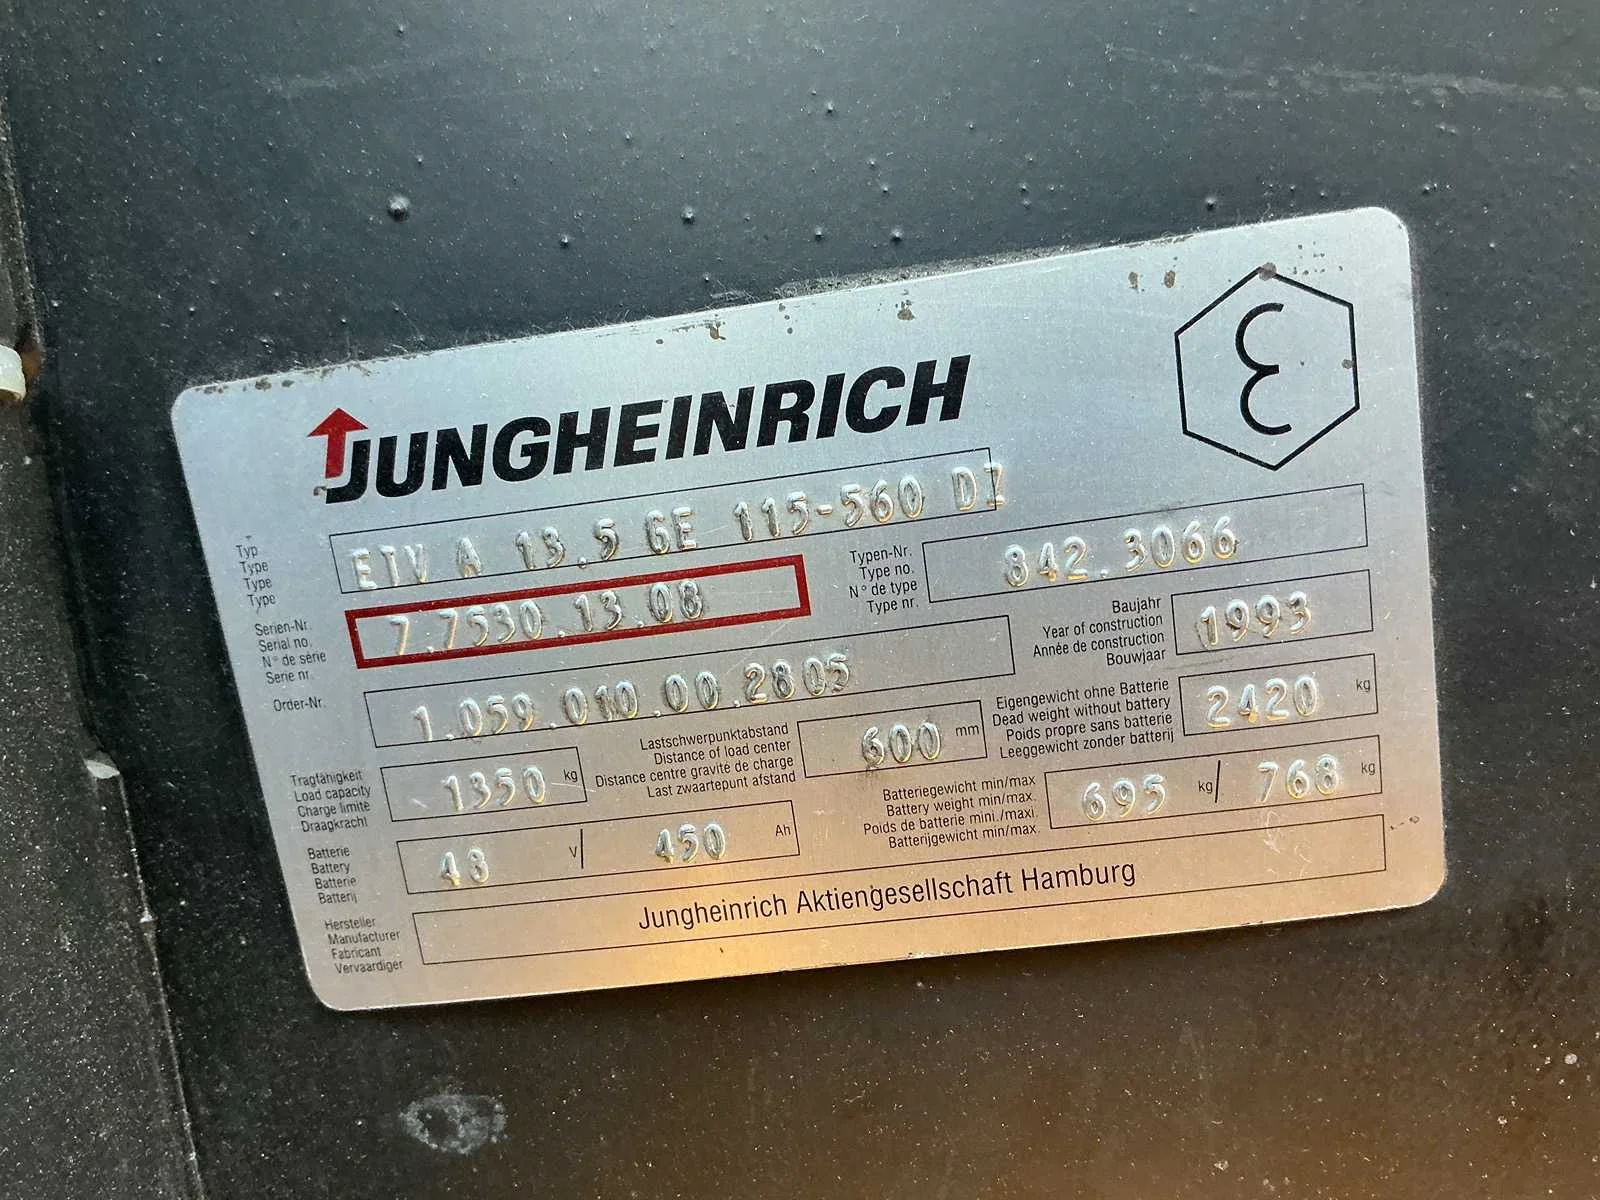 JUNGHEINRICH
Typ
Type
Type
Type
ETV A 13.5 GE 115-560 DZ
Serien-Nr.
Serial no.
N° de série
Serie nr.
7.7530.13.08
Typen-Nr.
Type no.
N° de type
Type nr.
842.3066
Order-Nr.
1.059.010.00.2805
Baujahr
Year of construction
Année de construction
Bouwjaar
1993
Tragfähigkeit
Load capacity
Charge limite
Draagkracht
1350 kg
Lastschwerpunktabstand
Distance of load center
Distance centre gravité de charge
Last zwaartepunt afstand
600 mm
Eigengewicht ohne Batterie
Dead weight without battery
Poids propre sans batterie
Leeggewicht zonder batterij
2420 kg
Batterie
Battery
Batterie
Batterij
48 V/ 450 Ah
Batteriegewicht min/max
Battery weight min/max.
Poids de batterie mini./maxi.
Batterijgewicht min/max.
695 kg/ 768 kg
Hersteller
Manufacturer
Fabricant
Vervaardiger
Jungheinrich Aktiengesellschaft Hamburg